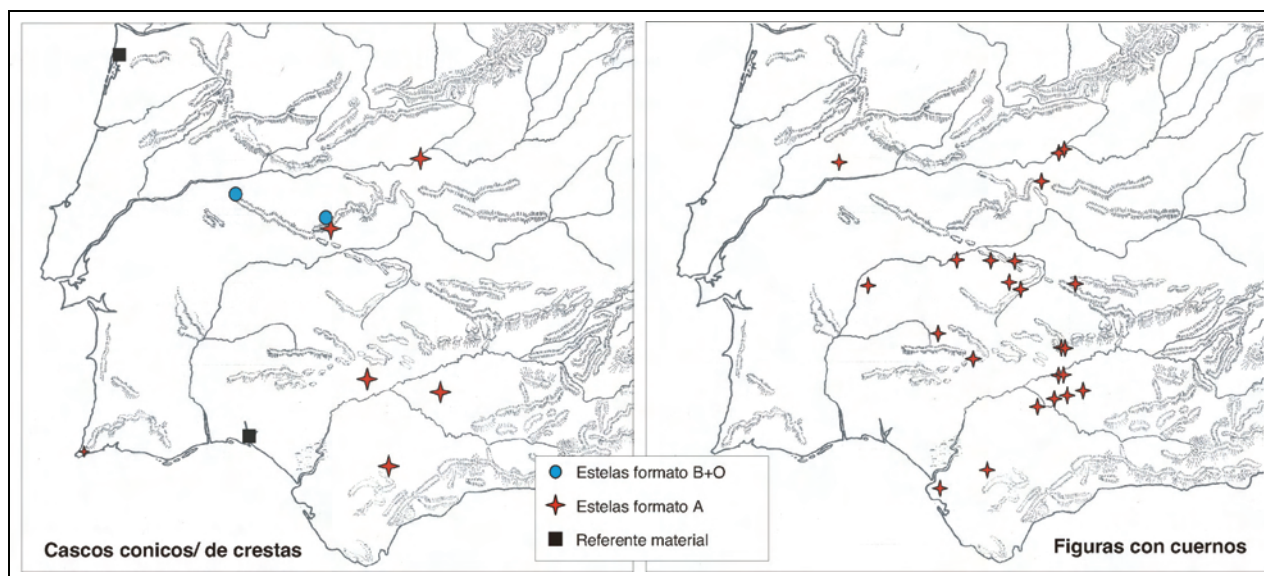 Estelas formato B+O
Estelas formato A
Referente material
Cascos conicos/ de crestas
Figuras con cuernos